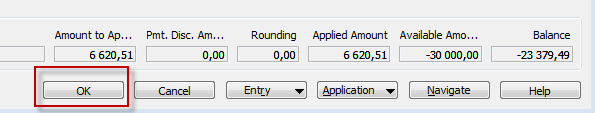 Amount to Ap... Pmt. Disc. Am... Rounding Applied Amount Available Amo... Balance
6 620,51 0,00 0,00 6 620,51 -30 000,00 -23 379,49
OK Cancel Entry Application Navigate Help